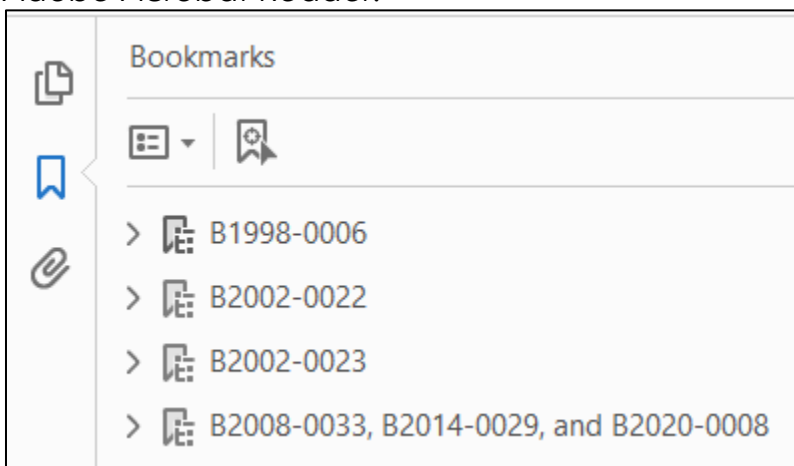 Adobe Acrobat Reader.
Bookmarks
B1998-0006
B2002-0022
B2002-0023
B2008-0033, B2014-0029, and B2020-0008